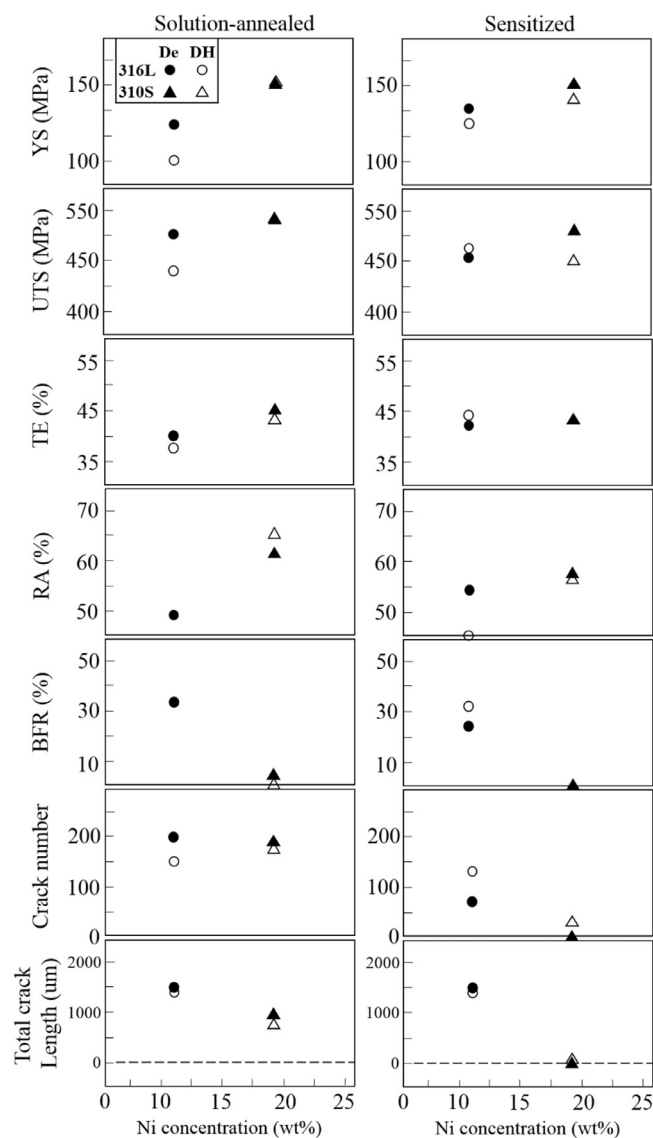 Solution-annealed
Sensitized
De DH
316L
310S
YS (MPa)
150
100
150
100
UTS (MPa)
550
450
400
550
450
400
TE (%)
55
45
35
55
45
35
RA (%)
70
60
50
70
60
50
BFR (%)
50
30
10
50
30
10
Crack number
200
100
0
200
100
0
Total crack
Length (um)
2000
1000
0
2000
1000
0
0 10 15 20 25
0 10 15 20 25
Ni concentration (wt%)
Ni concentration (wt%)